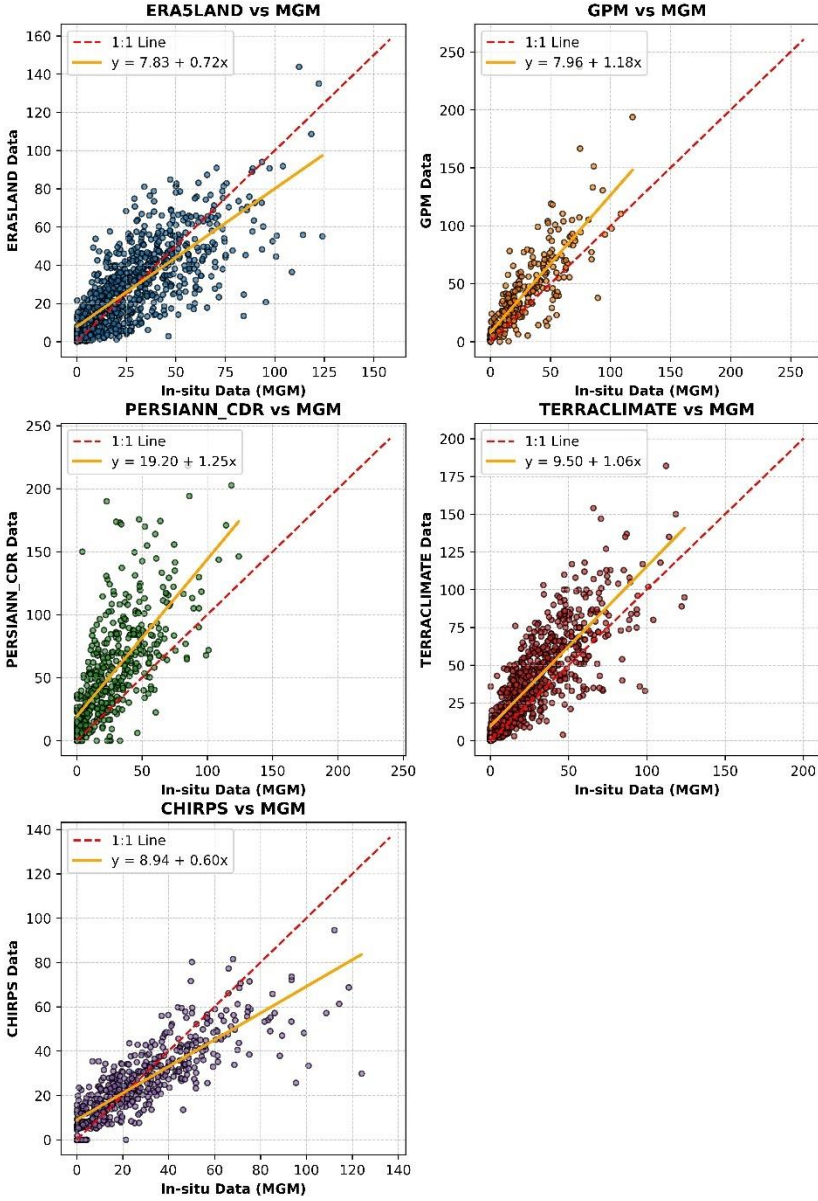 ERA5LAND vs MGM
1:1 Line
y = 7.83 + 0.72x
ERA5LAND Data
160
140
120
100
80
60
40
20
0
0 25 50 75 100 125 150
In-situ Data (MGM)
GPM vs MGM
1:1 Line
y = 7.96 + 1.18x
GPM Data
250
200
150
100
50
0
0 50 100 150 200 250
In-situ Data (MGM)
PERSIANN_CDR vs MGM
1:1 Line
y = 19.20 + 1.25x
PERSIANN_CDR Data
250
200
150
100
50
0
0 50 100 150 200 250
In-situ Data (MGM)
TERRACLIMATE vs MGM
1:1 Line
y = 9.50 + 1.06x
TERRACLIMATE Data
200
175
150
125
100
75
50
25
0
0 50 100 150 200
In-situ Data (MGM)
CHIRPS vs MGM
1:1 Line
y = 8.94 + 0.60x
CHIRPS Data
140
120
100
80
60
40
20
0
0 20 40 60 80 100 120 140
In-situ Data (MGM)